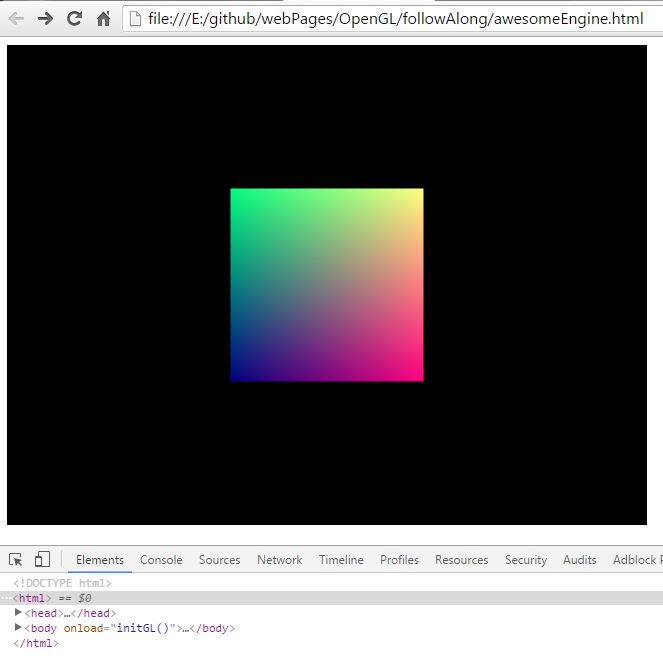 file:///E:/github/webPages/OpenGL/followAlong/awesomeEngine.html
Elements Console Sources Network Timeline Profiles Resources Security Audits Adblock
<!DOCTYPE html>
…<html> == $0
▶<head>…</head>
▶<body onload="initGL()">…</body>
</html>